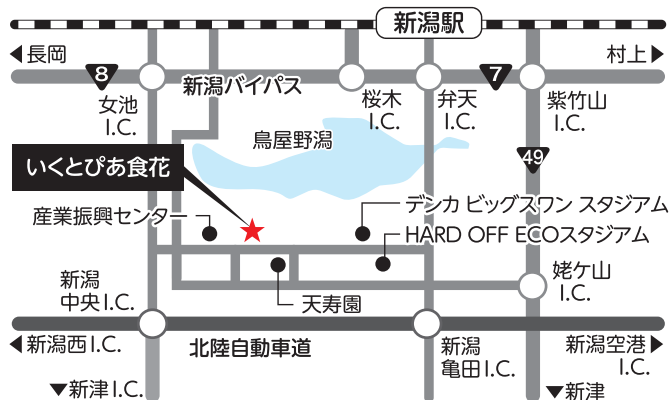 新潟駅
◀長岡
村上▶
8
新潟バイパス
7
女池
I.C.
桜木
I.C.
弁天
I.C.
紫竹山
I.C.
鳥屋野潟
49
いくとぴあ食花
デンカ ビッグスワン スタジアム
産業振興センター
HARD OFF ECOスタジアム
姥ケ山
I.C.
新潟
中央I.C.
天寿園
◀新潟西I.C.
北陸自動車道
新潟
亀田I.C.
新潟空港▶
I.C.
▼新津I.C.
▼新津